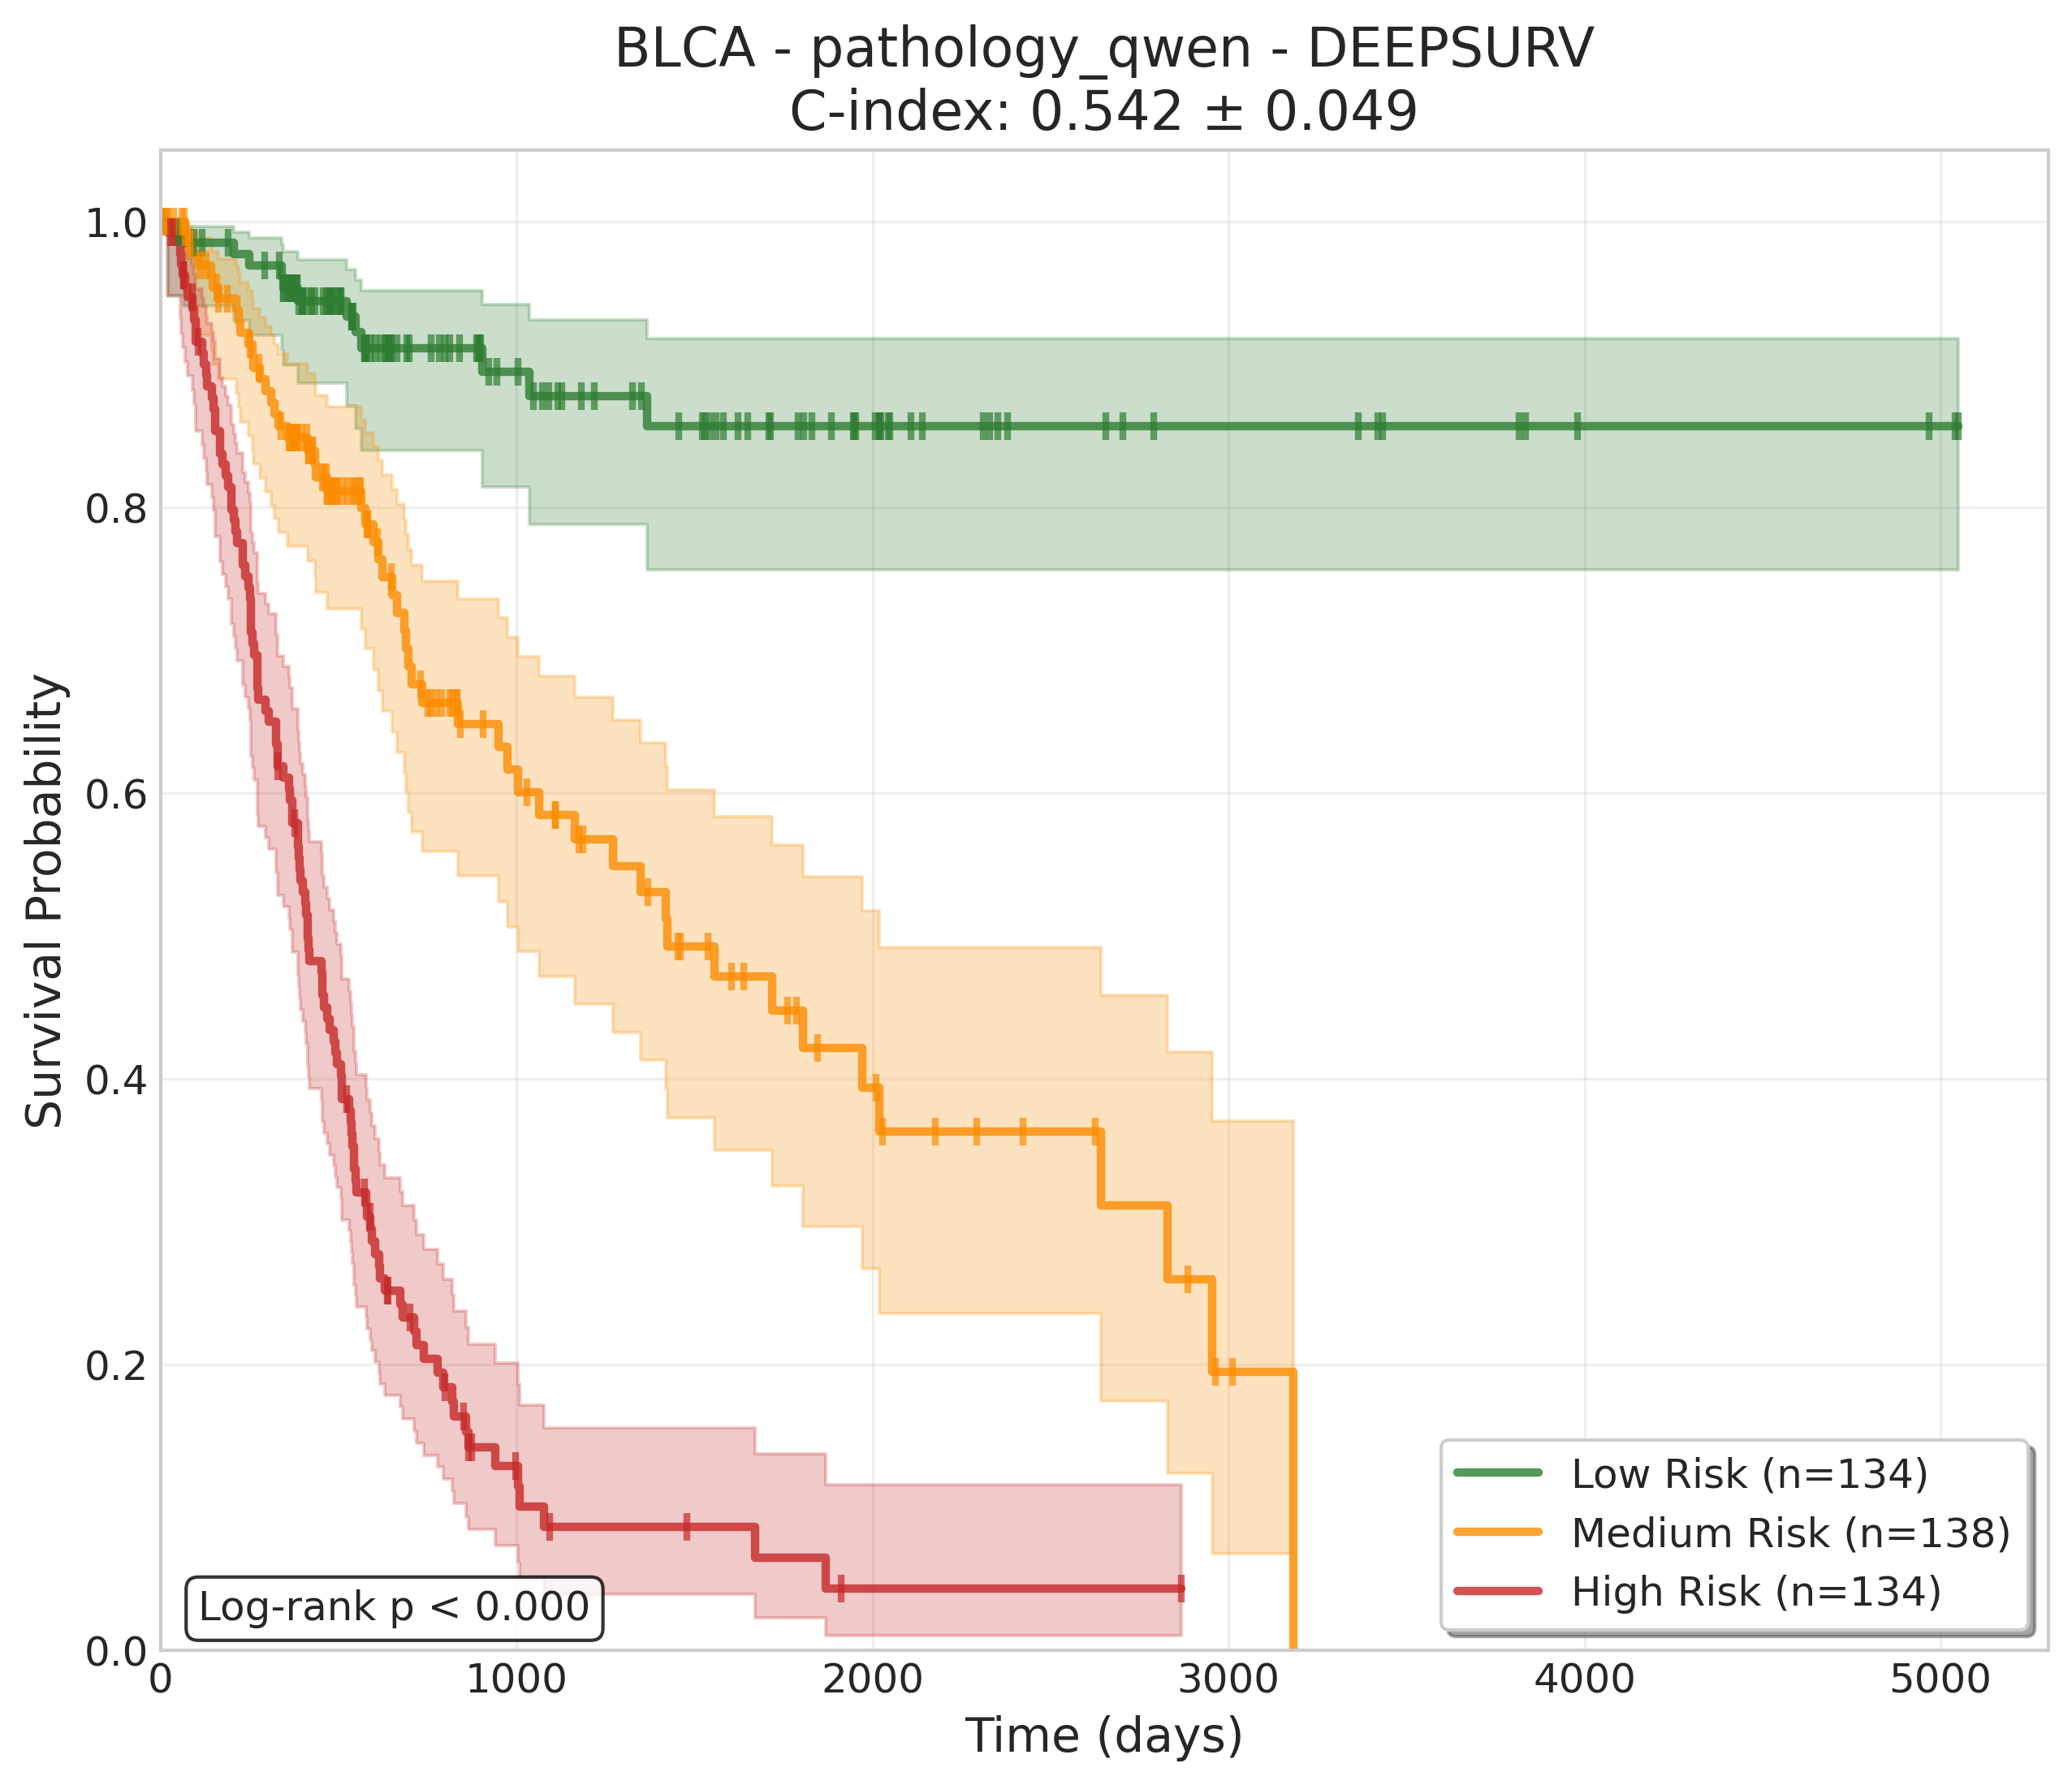 BLCA - pathology_qwen - DEEPSURV
C-index: 0.542 ± 0.049
Survival Probability
1.0
0.8
0.6
0.4
0.2
0.0
0 1000 2000 3000 4000 5000
Time (days)
Log-rank p < 0.000
Low Risk (n=134)
Medium Risk (n=138)
High Risk (n=134)